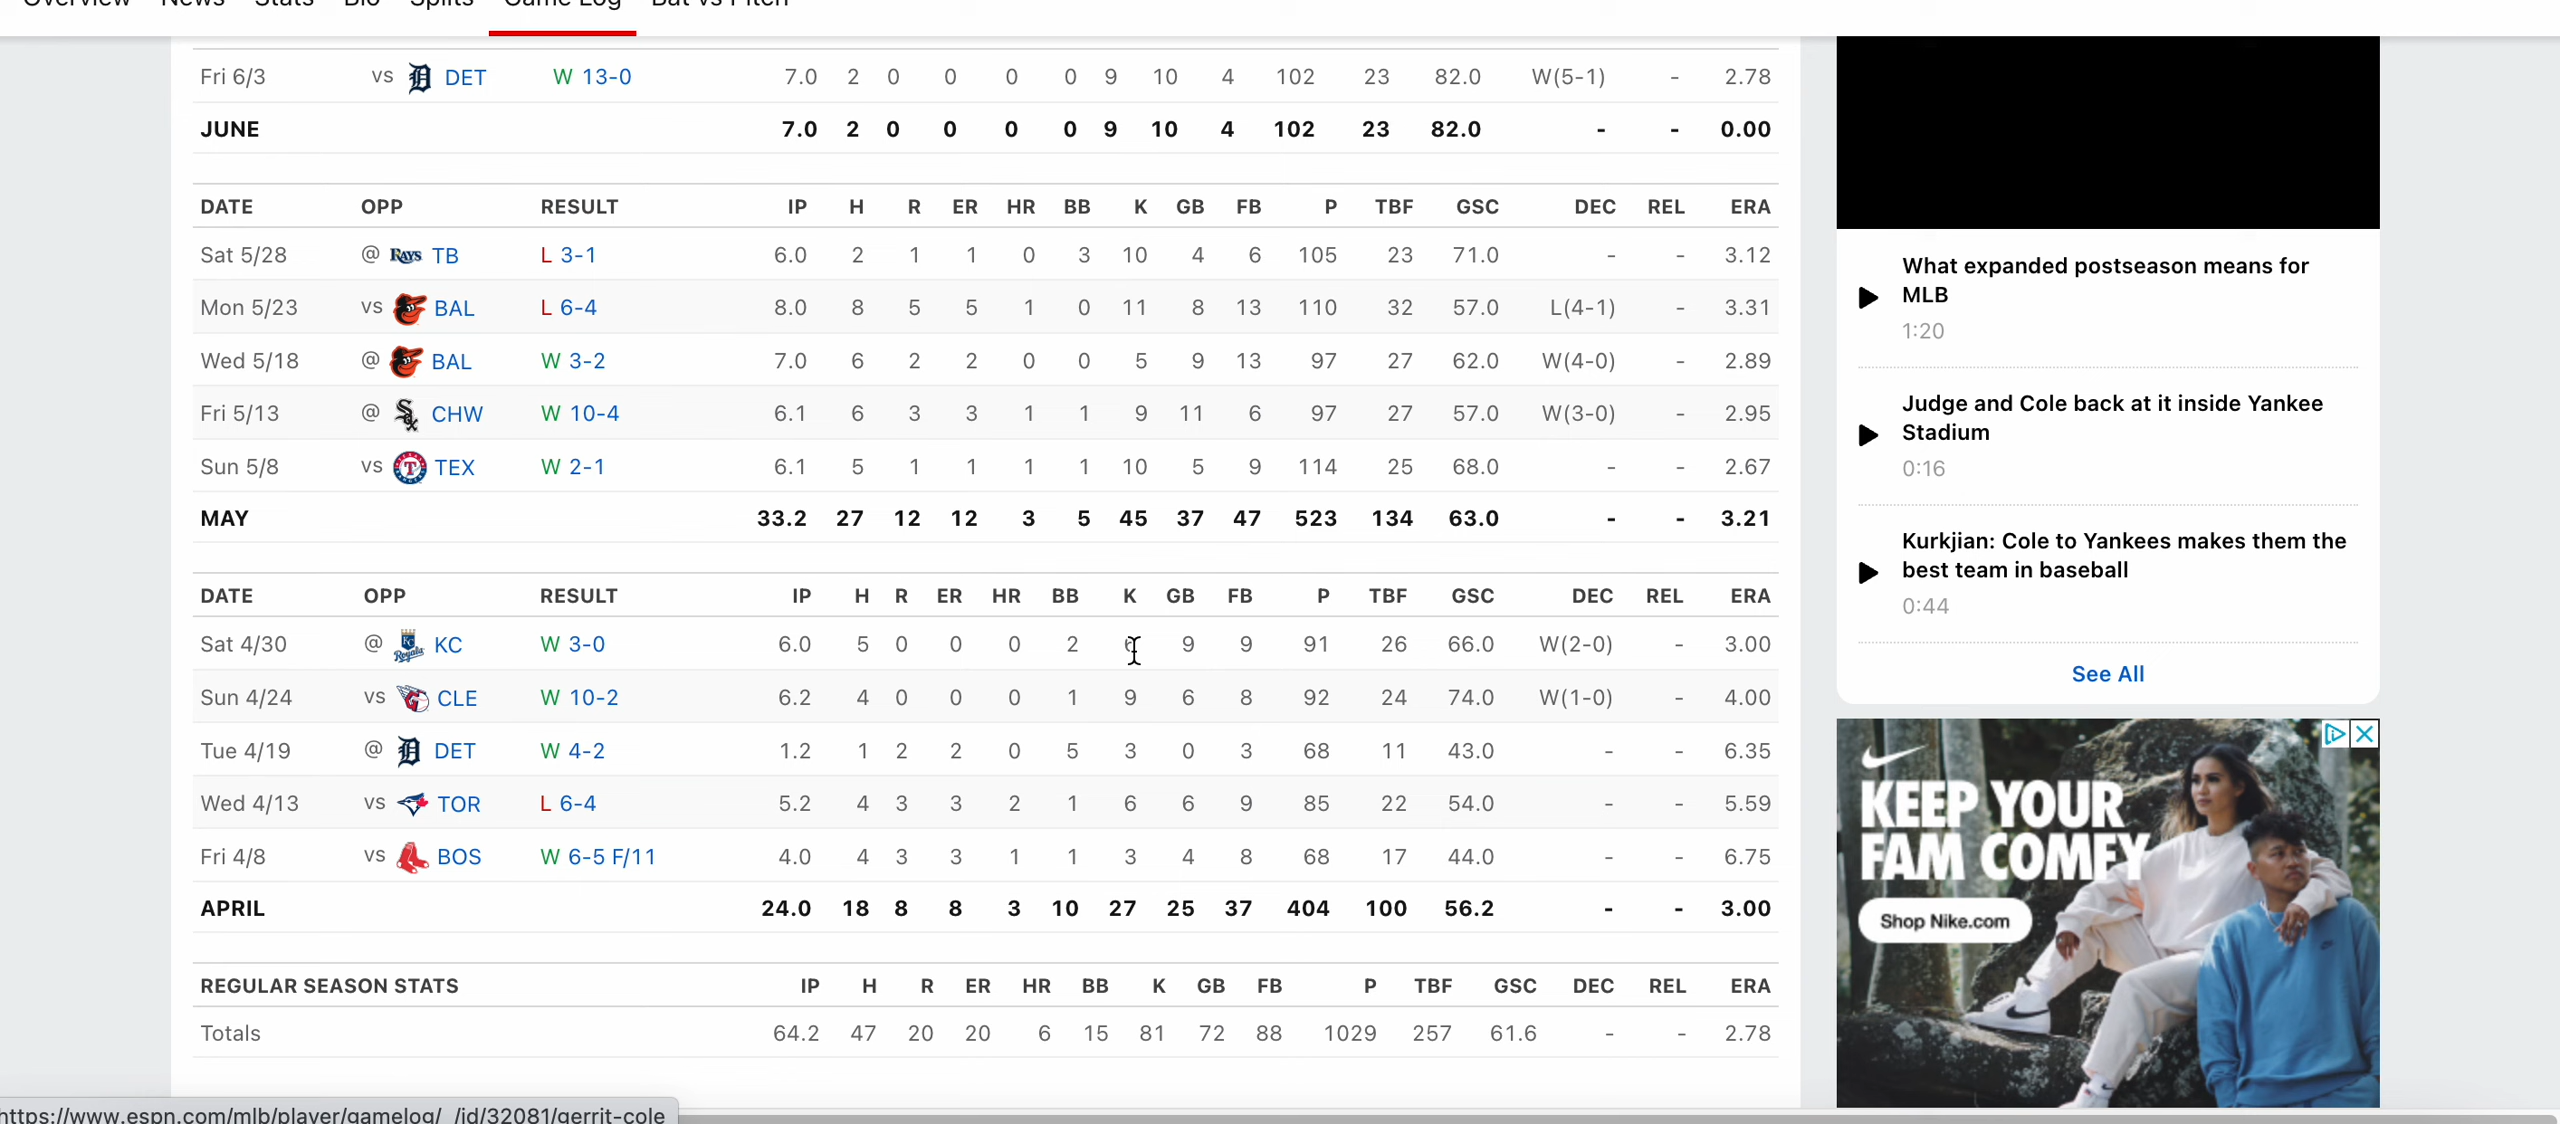 Overview News Stats Bio Splits Game Log Bat vs Pitch
Fri 6/3 vs DET W 13-0 7.0 2 0 0 0 0 9 10 4 102 23 82.0 W(5-1) - 2.78
JUNE 7.0 2 0 0 0 0 9 10 4 102 23 82.0 - - 0.00
DATE OPP RESULT IP H R ER HR BB K GB FB P TBF GSC DEC REL ERA
Sat 5/28 @ RAYS TB L 3-1 6.0 2 1 1 0 3 10 4 6 105 23 71.0 - - 3.12
Mon 5/23 vs BAL L 6-4 8.0 8 5 5 1 0 11 8 13 110 32 57.0 L(4-1) - 3.31
Wed 5/18 @ BAL W 3-2 7.0 6 2 2 0 0 5 9 13 97 27 62.0 W(4-0) - 2.89
Fri 5/13 @ Sox CHW W 10-4 6.1 6 3 3 1 1 9 11 6 97 27 57.0 W(3-0) - 2.95
Sun 5/8 vs T TEX W 2-1 6.1 5 1 1 1 1 10 5 9 114 25 68.0 - - 2.67
MAY 33.2 27 12 12 3 5 45 37 47 523 134 63.0 - - 3.21
DATE OPP RESULT IP H R ER HR BB K GB FB P TBF GSC DEC REL ERA
Sat 4/30 @ KC Royals KC W 3-0 6.0 5 0 0 0 2 9 9 91 26 66.0 W(2-0) - 3.00
Sun 4/24 vs CLE W 10-2 6.2 4 0 0 0 1 9 6 8 92 24 74.0 W(1-0) - 4.00
Tue 4/19 @ DET W 4-2 1.2 1 2 2 0 5 3 0 3 68 11 43.0 - - 6.35
Wed 4/13 vs TOR L 6-4 5.2 4 3 3 2 1 6 6 9 85 22 54.0 - - 5.59
Fri 4/8 vs BOS W 6-5 F/11 4.0 4 3 3 1 1 3 4 8 68 17 44.0 - - 6.75
APRIL 24.0 18 8 8 3 10 27 25 37 404 100 56.2 - - 3.00
REGULAR SEASON STATS IP H R ER HR BB K GB FB P TBF GSC DEC REL ERA
Totals 64.2 47 20 20 6 15 81 72 88 1029 257 61.6 - - 2.78
https://www.espn.com/mlb/player/gamelog/_/id/32081/gerrit-cole
What expanded postseason means for
MLB
1:20
Judge and Cole back at it inside Yankee
Stadium
0:16
Kurkjian: Cole to Yankees makes them the
best team in baseball
0:44
See All
KEEP YOUR
FAM COMFY
Shop Nike.com